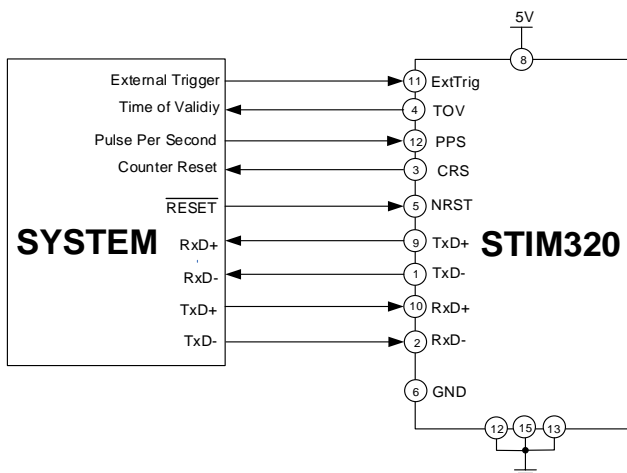 5V
8
External Trigger 11 ExtTrig
Time of Validiy 4 TOV
Pulse Per Second 12 PPS
Counter Reset 3 CRS
RESET 5 NRST
SYSTEM STIM320
RxD+ 9 TxD+
RxD- 1 TxD-
TxD+ 10 RxD+
TxD- 2 RxD-
6 GND
12 15 13